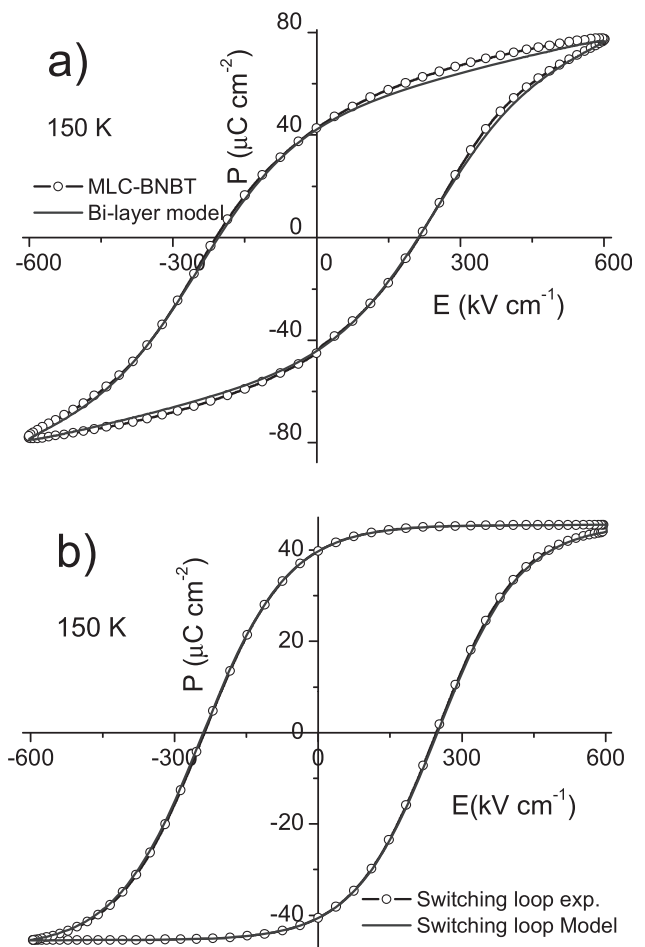 80
a)
P (μC cm-2)
150 K
40
MLC-BNBT
Bi-layer model
0
-600
-300
0
300
600
E (kV cm-1)
-40
-80
b)
P (μC cm-2)
40
150 K
20
0
-600
-300
0
300
600
E(kV cm-1)
-20
Switching loop exp.
Switching loop Model
-40